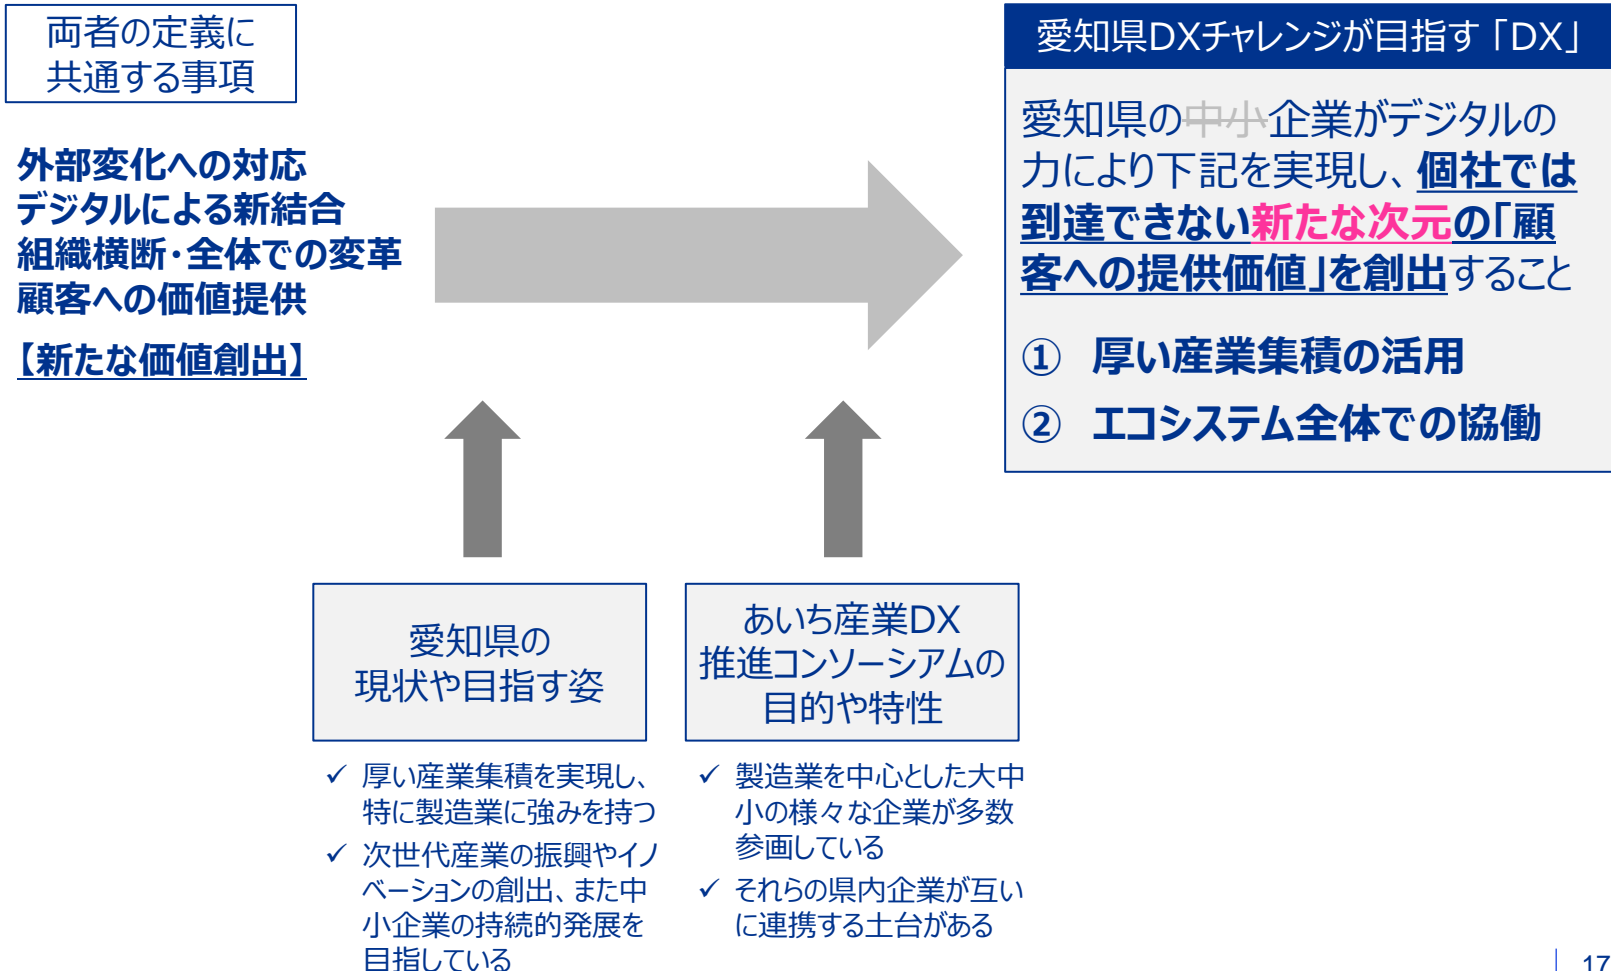 両者の定義に
共通する事項
外部変化への対応
デジタルによる新結合
組織横断・全体での変革
顧客への価値提供
【新たな価値創出】
愛知県DXチャレンジが目指す「DX」
愛知県の中小企業がデジタルの
力により下記を実現し、個社では
到達できない新たな次元の「顧
客への提供価値」を創出すること
① 厚い産業集積の活用
② エコシステム全体での協働
愛知県の
現状や目指す姿
✓ 厚い産業集積を実現し、
特に製造業に強みを持つ
✓ 次世代産業の振興やイノ
ベーションの創出、また中
小企業の持続的発展を
目指している
あいち産業DX
推進コンソーシアムの
目的や特性
✓ 製造業を中心とした大中
小の様々な企業が多数
参画している
✓ それらの県内企業が互い
に連携する土台がある
17